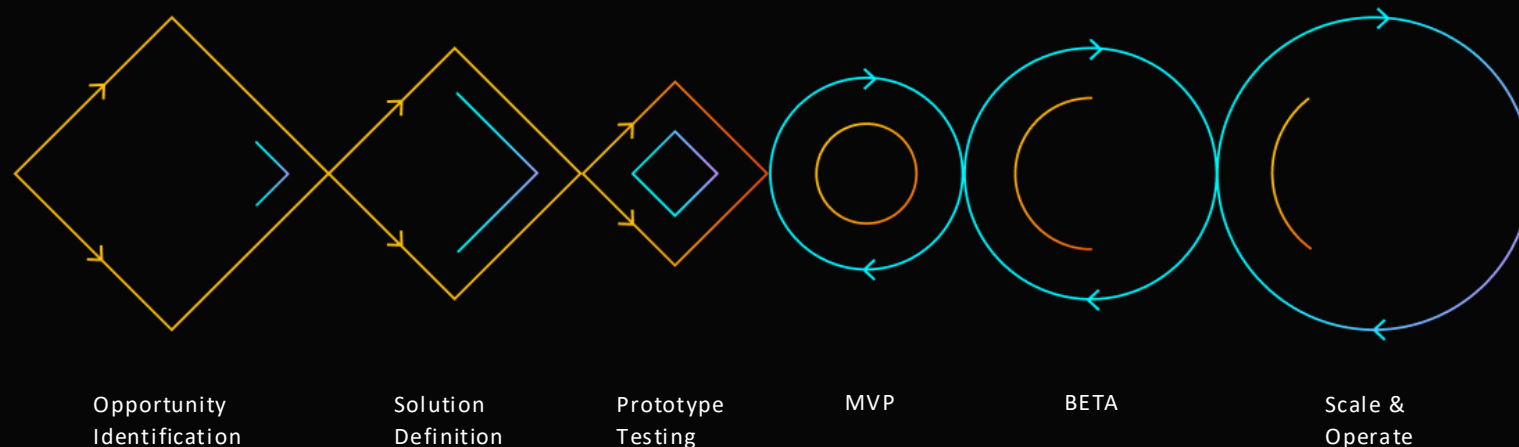 Opportunity
Identification
Solution
Definition
Prototype
Testing
MVP
BETA
Scale &
Operate